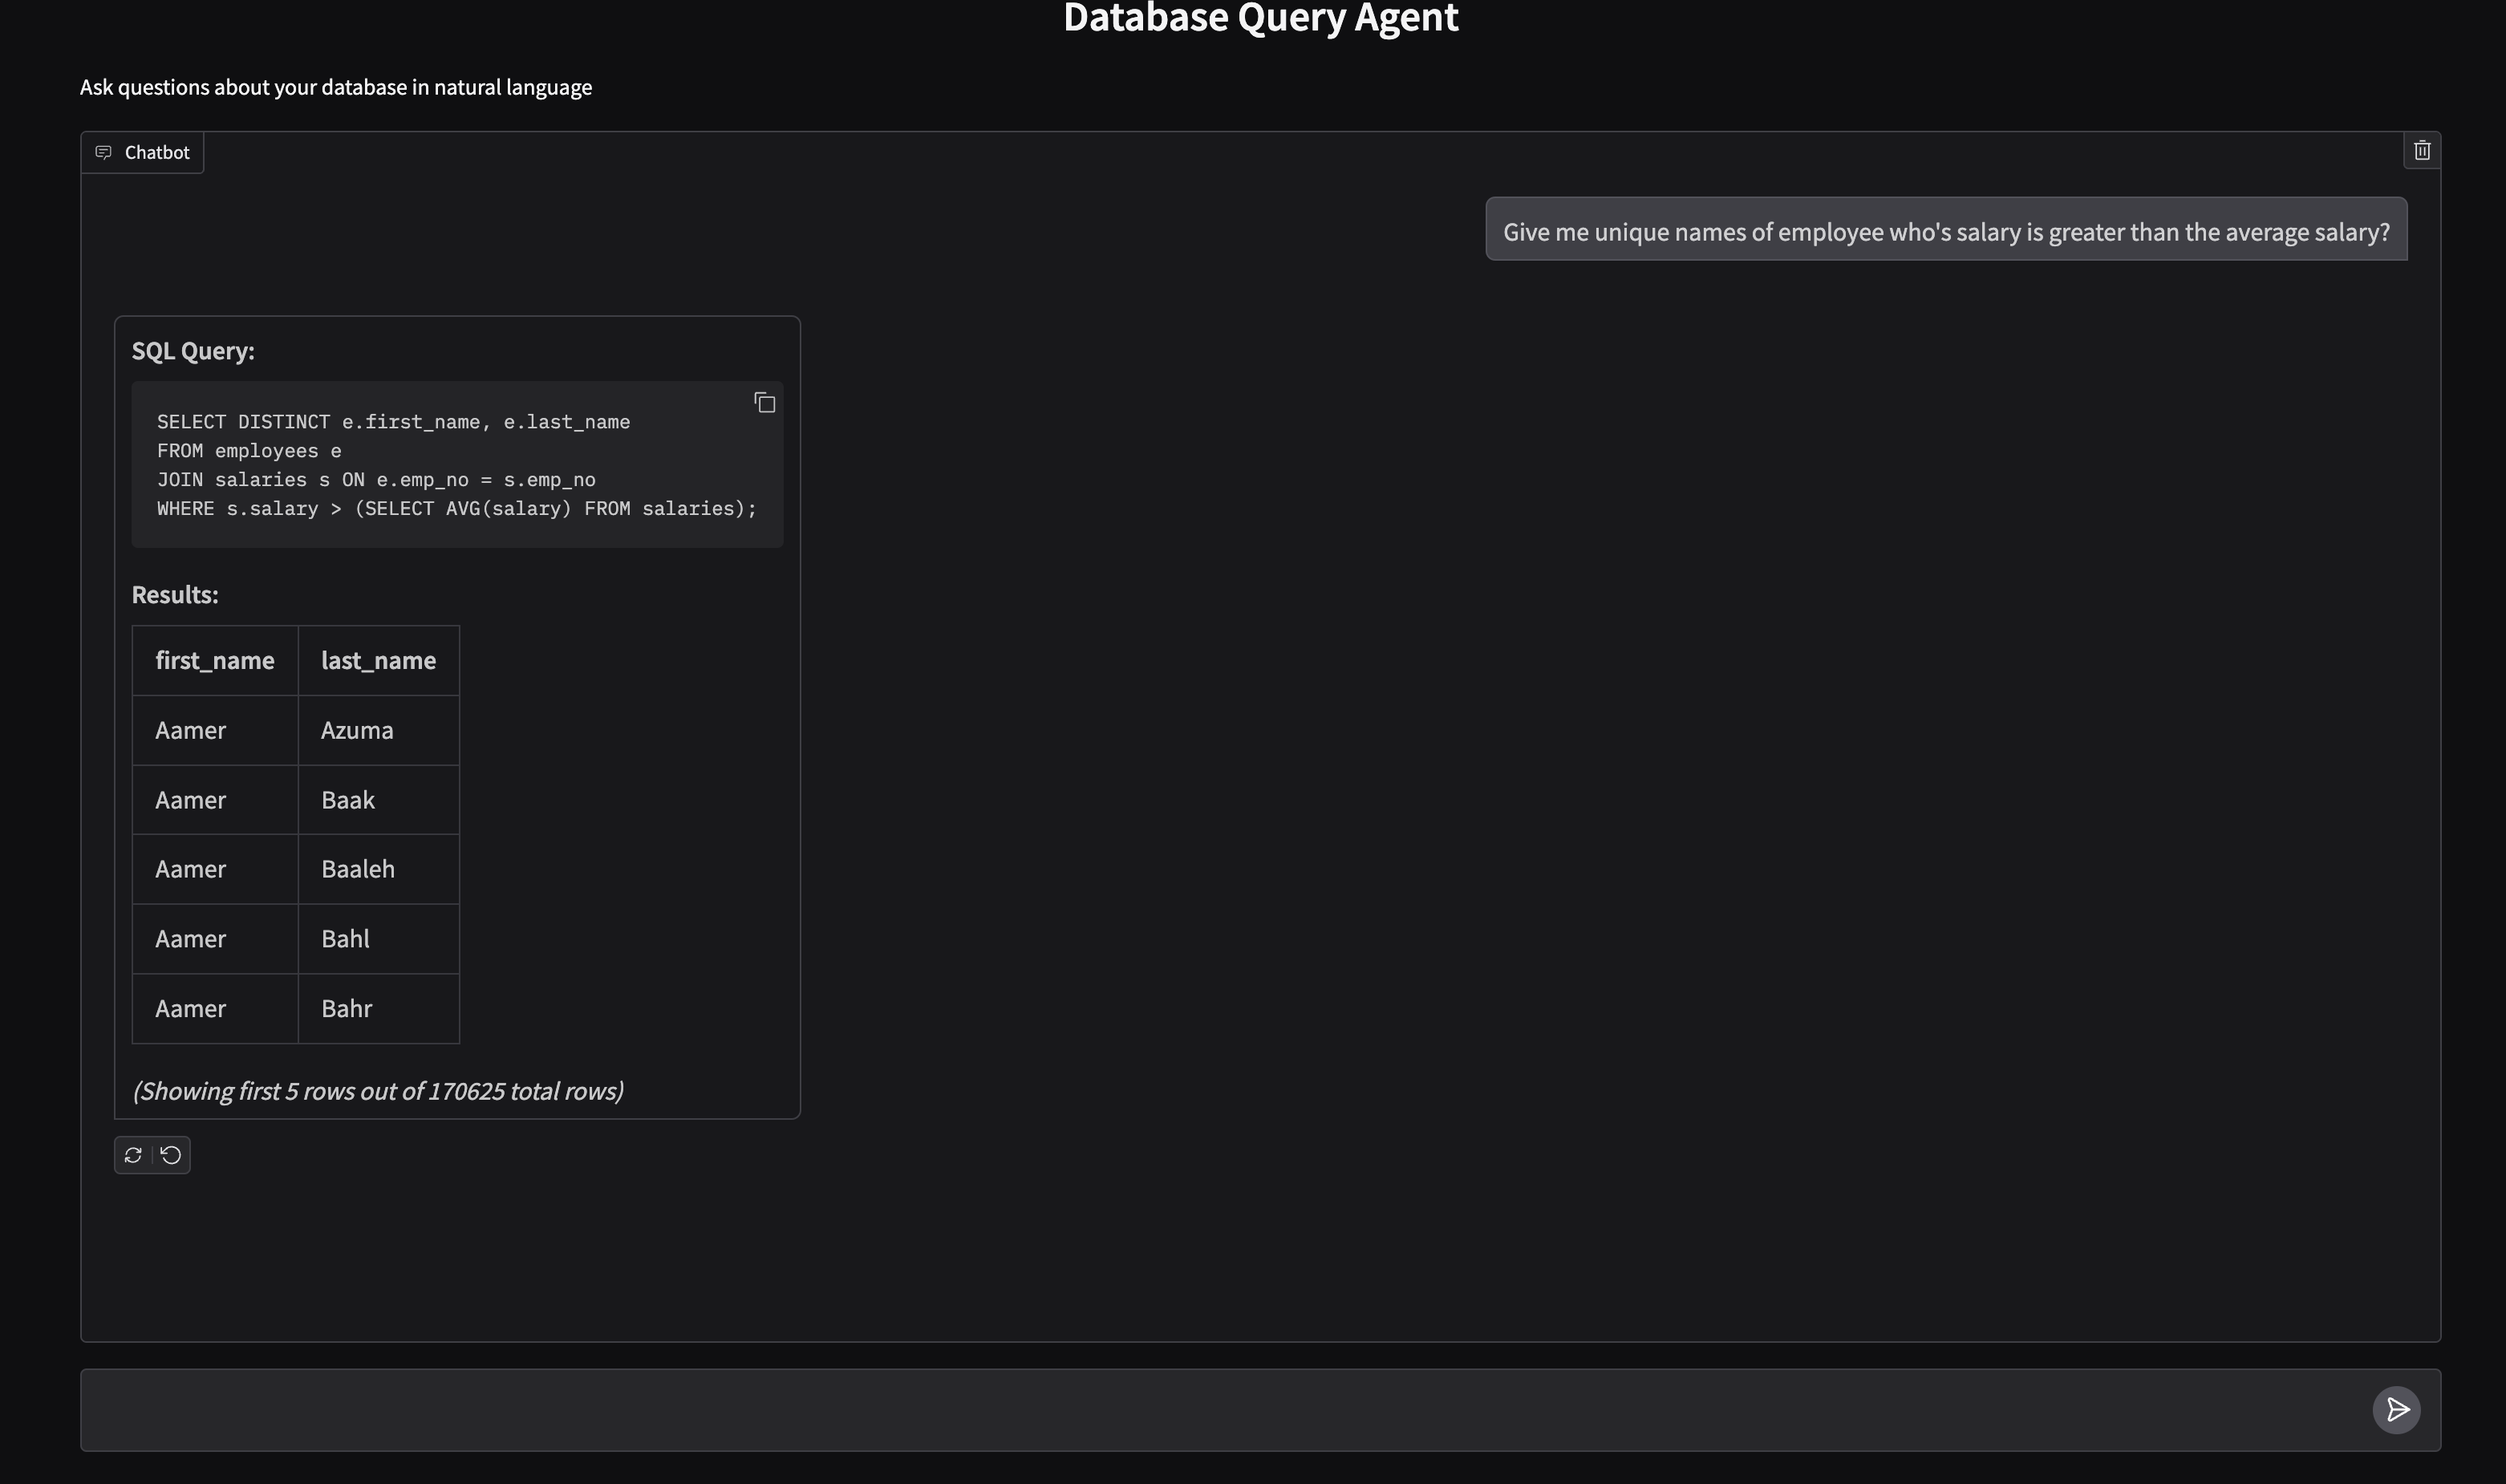 Database Query Agent
Ask questions about your database in natural language
Chatbot
Give me unique names of employee who's salary is greater than the average salary?
SQL Query:
SELECT DISTINCT e.first_name, e.last_name
FROM employees e
JOIN salaries s ON e.emp_no = s.emp_no
WHERE s.salary > (SELECT AVG(salary) FROM salaries);
Results:
first_name last_name
Aamer Azuma
Aamer Baak
Aamer Baaleh
Aamer Bahl
Aamer Bahr
(Showing first 5 rows out of 170625 total rows)